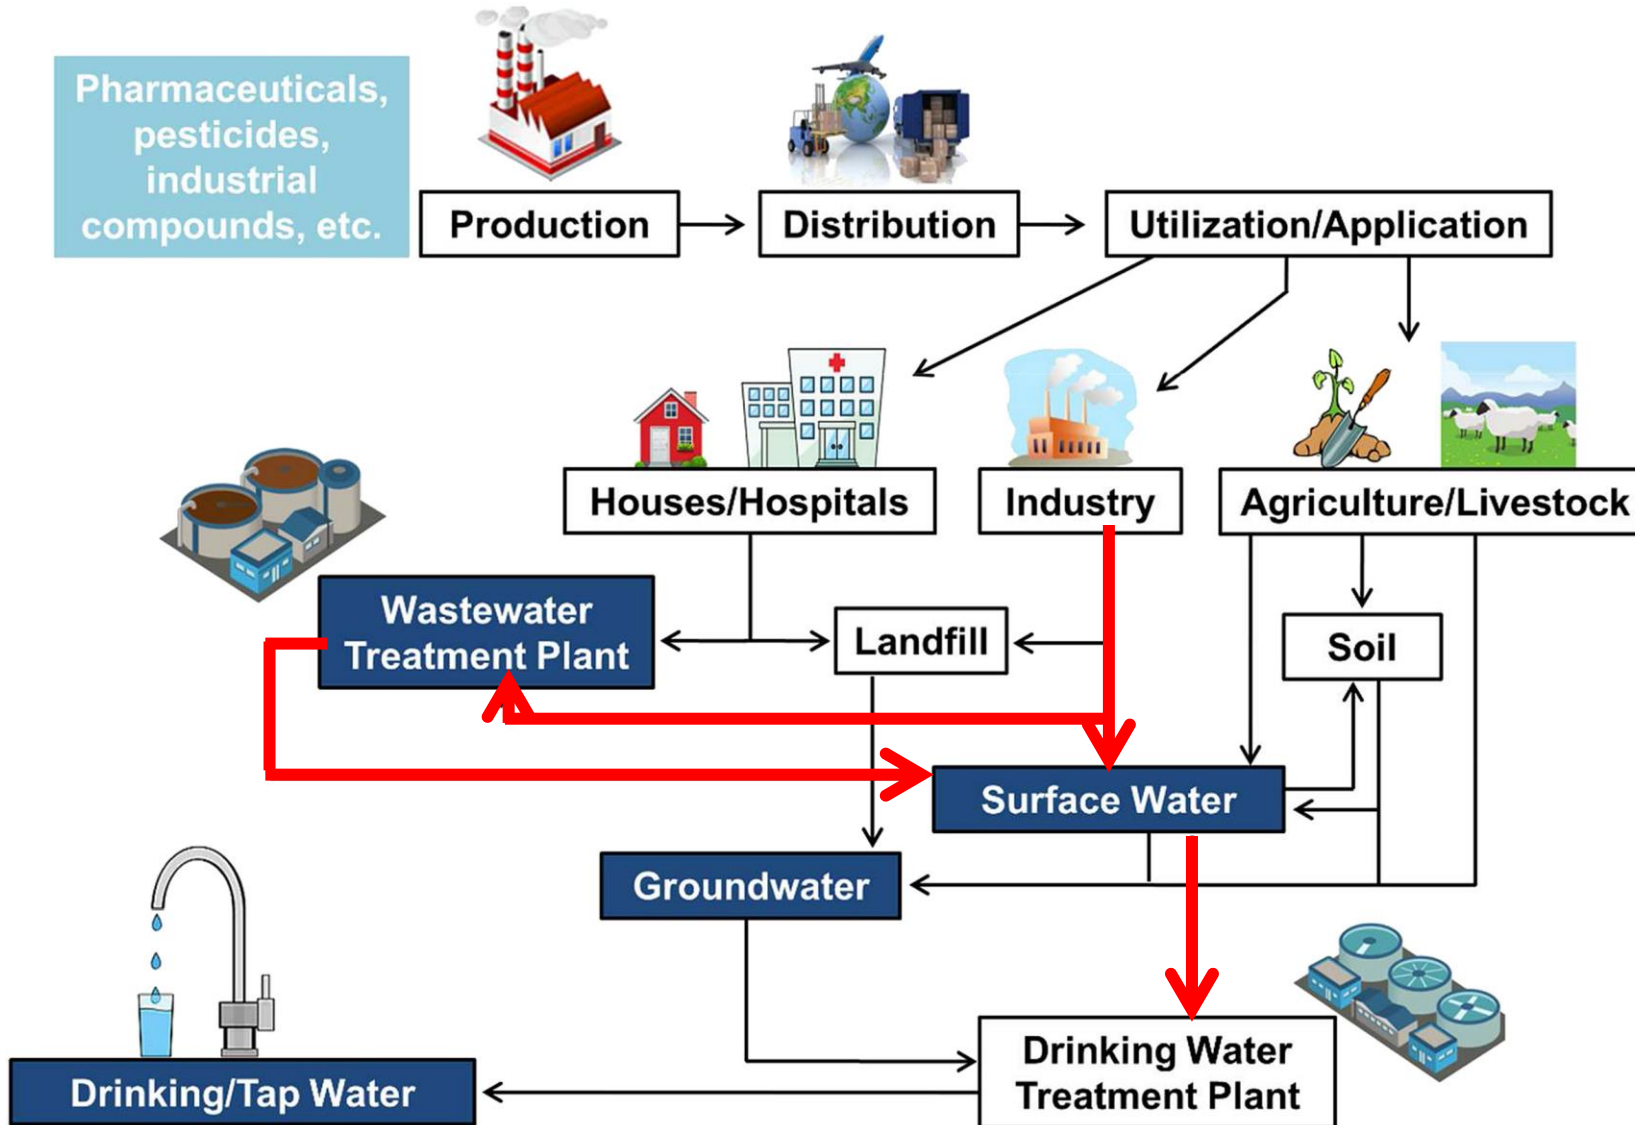 Pharmaceuticals,
pesticides,
industrial
compounds, etc.
Production
Distribution
Utilization/Application
Houses/Hospitals
Industry
Agriculture/Livestock
Wastewater
Treatment Plant
Landfill
Soil
Surface Water
Groundwater
Drinking Water
Treatment Plant
Drinking/Tap Water